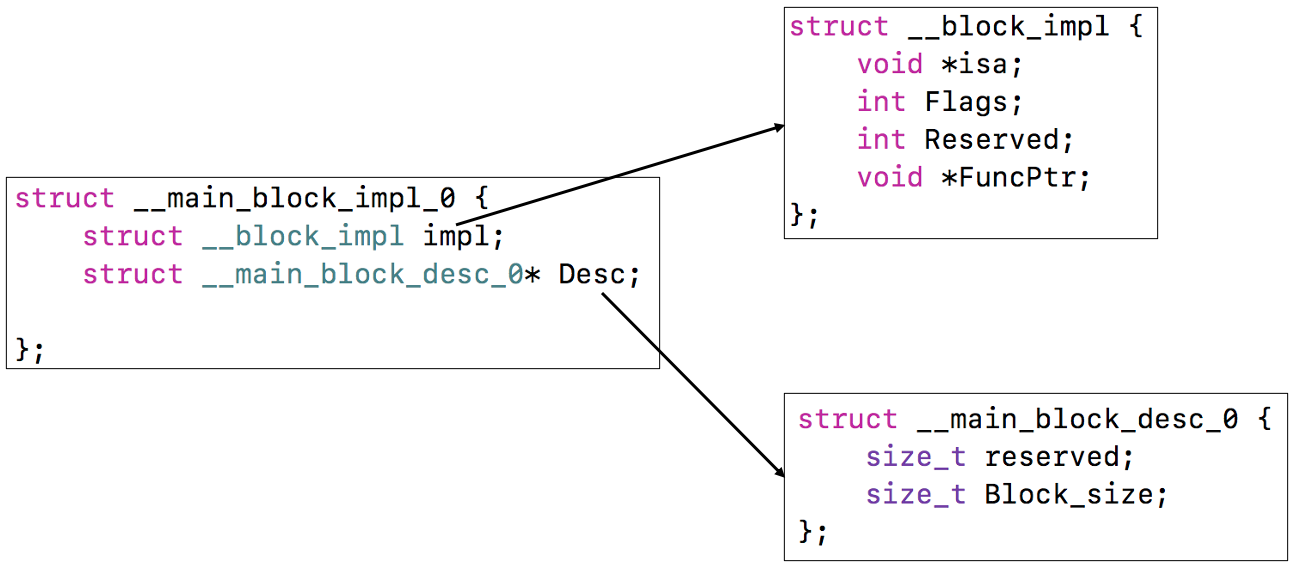 struct __main_block_impl_0 {
    struct __block_impl impl;
    struct __main_block_desc_0* Desc;
};
struct __block_impl {
    void *isa;
    int Flags;
    int Reserved;
    void *FuncPtr;
};
struct __main_block_desc_0 {
    size_t reserved;
    size_t Block_size;
};